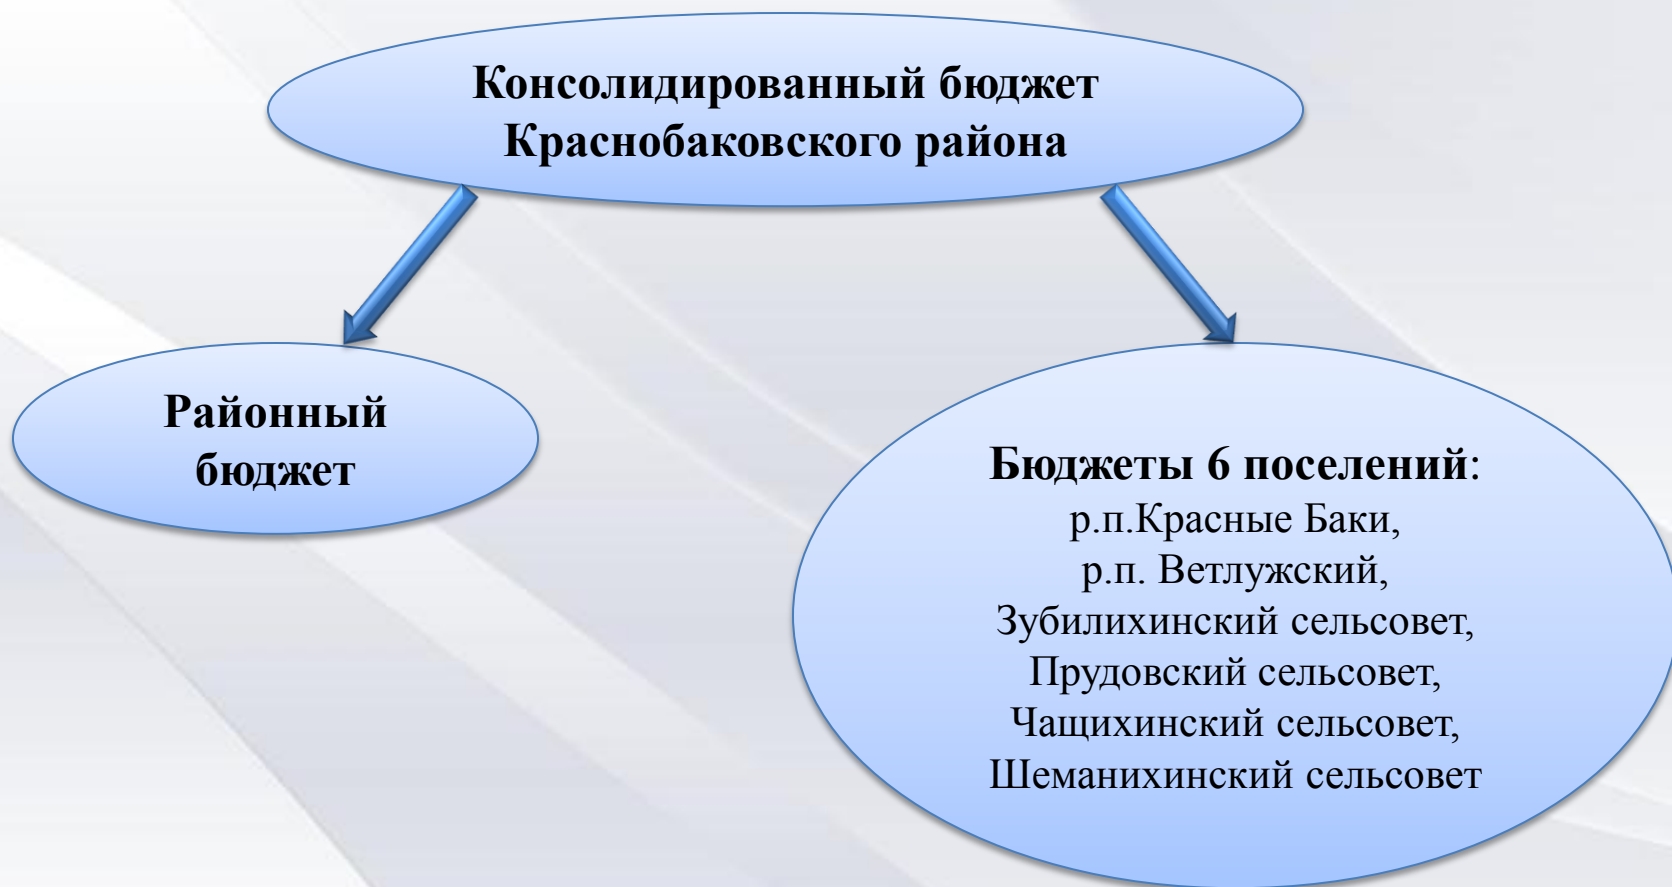 Консолидированный бюджет
Краснобаковского района
Районный
бюджет
Бюджеты 6 поселений:
р.п.Красные Баки,
р.п. Ветлужский,
Зубилихинский сельсовет,
Прудовский сельсовет,
Чащихинский сельсовет,
Шеманихинский сельсовет